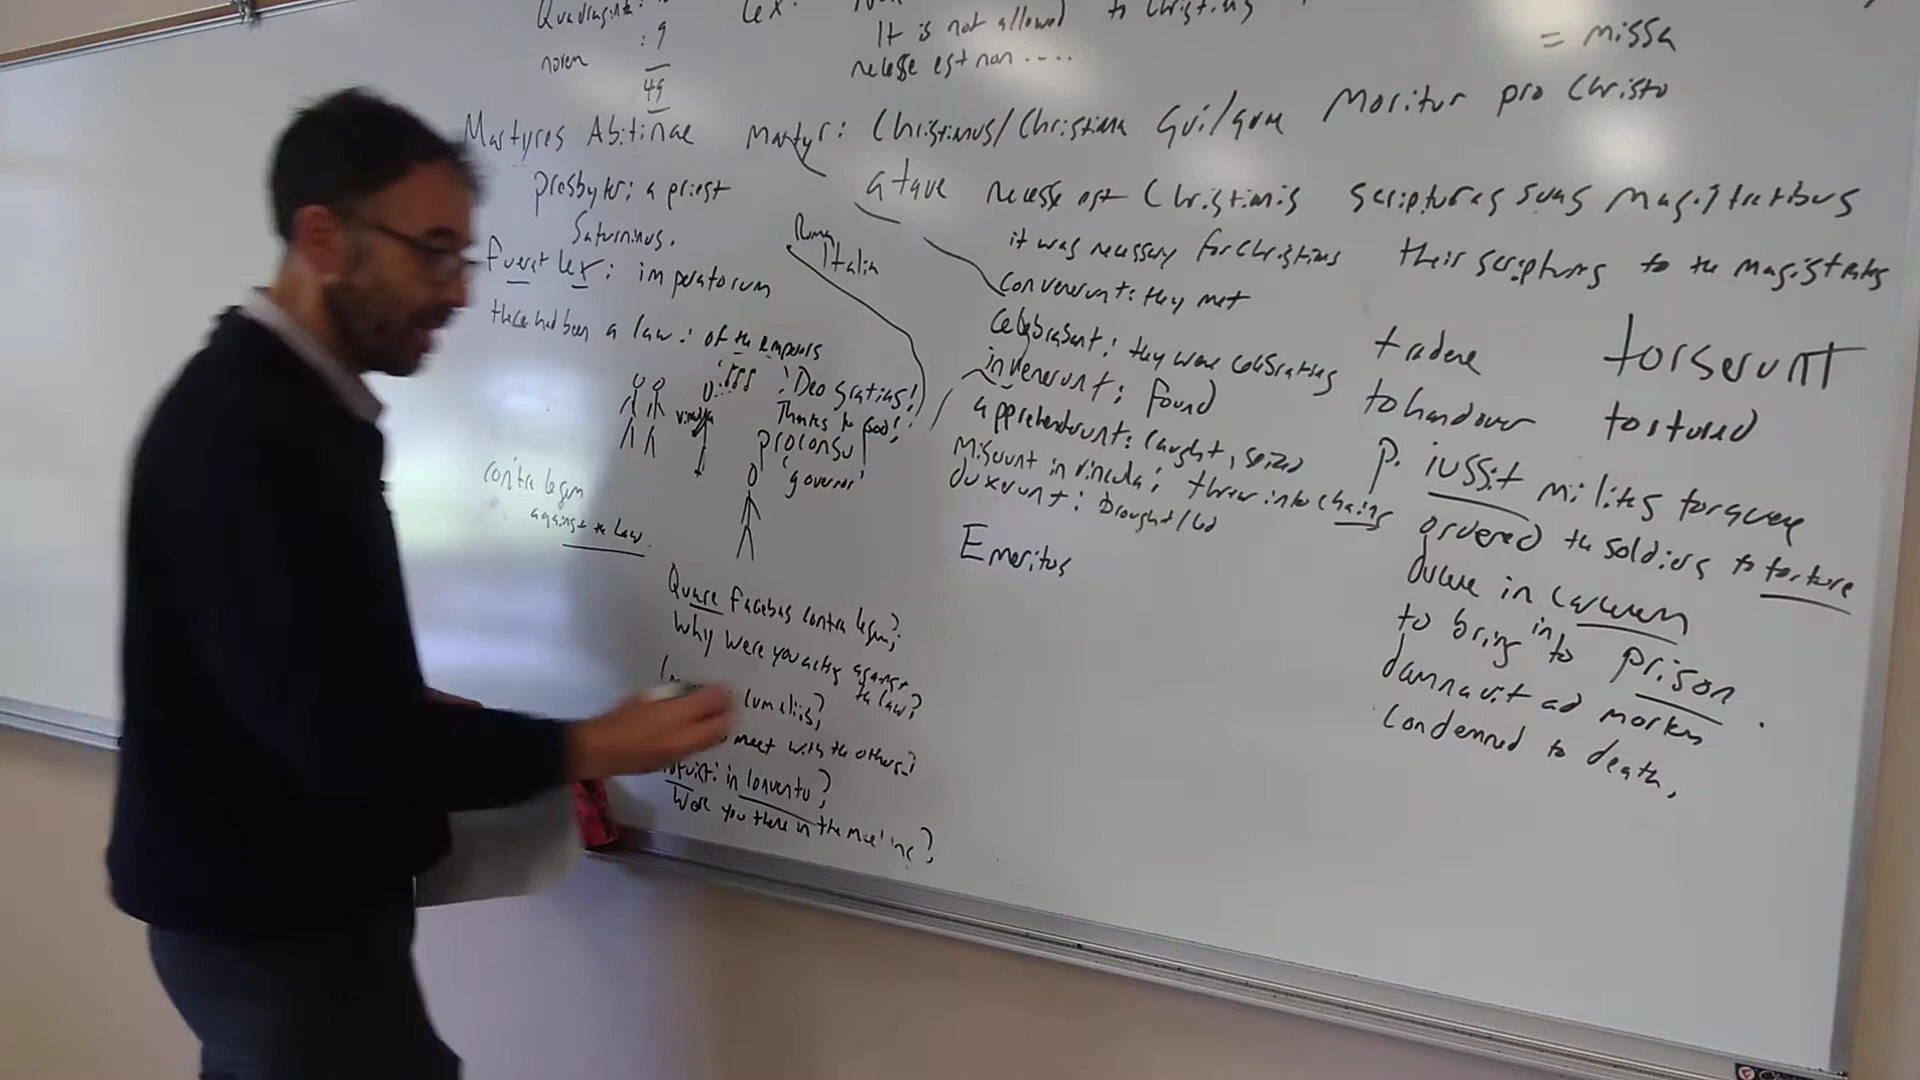 Quadraginta:
: 9
novem
49
Lex:
It is not allowed to Christians
necesse est non ....
= missa
Martyres Abitinae
martyr: Christianus/Christiana qui/quae moritur pro Christo
presbyter: a priest
Saturninus.
fuerat lex: imperatorum
there had been a law: of the emperors
Roma
Italia
atque necesse est Christianis scripturas suas magistratibus
it was necessary for Christians their scriptures to the magistrates
convenerunt: they met
celebrabant: they were celebrating
invenerunt: found
apprehenderunt: caught, seized
miserunt in vincula: threw into chains
duxerunt: brought/led
Emeritus
tradere
to handover
torserunt
tortured
P. iussit milites torquere
ordered the soldiers to torture
ducere in carcerem
to bring in to prison.
damnavit ad mortem
condemned to death,
: Deo gratias!
Thanks to God!
proconsul
'governor'
contra legem
against the law.
Quare faciebas contra legem?
Why were you acting against the law?
cum aliis?
meet with the others?
in conventu?
Were you there in the meeting?